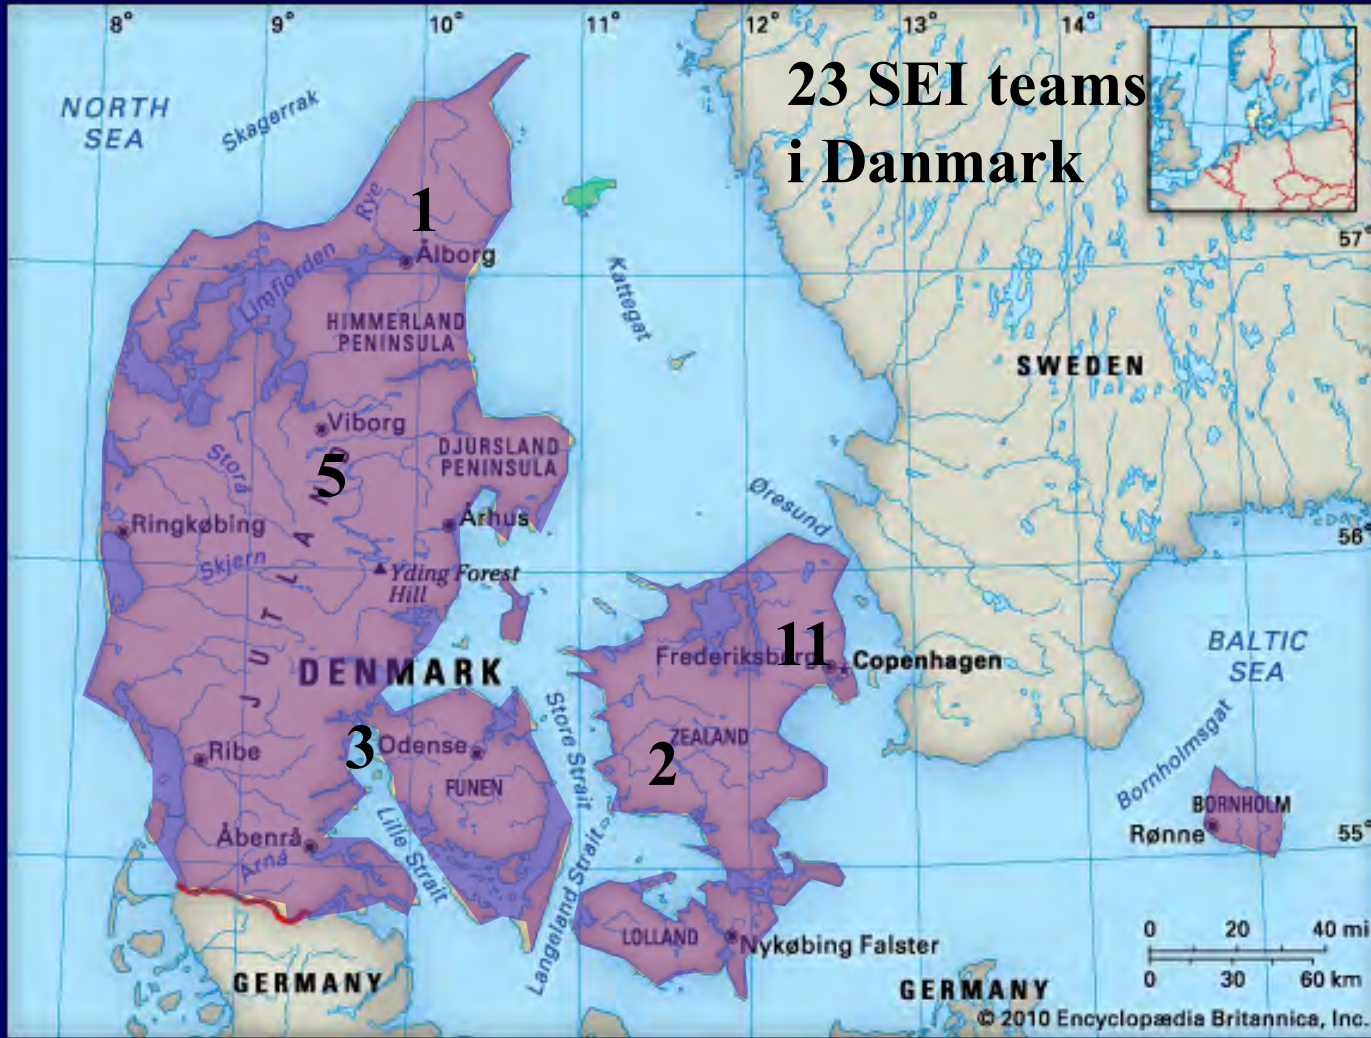 8°
9°
10°
11°
12°
13°
14°
23 SEI teams
i Danmark
NORTH
SEA
Skagerrak
Rye
1
Ålborg
57°
Limfjorden
Kattegat
HIMMERLAND
PENINSULA
SWEDEN
Viborg
DJURSLAND
PENINSULA
Storå
5
Øresund
Ringkøbing
Århus
56°
Skjern
Yding Forest
Hill
JUTLAND
11
Frederiksberg
Copenhagen
BALTIC
SEA
DENMARK
Store Strait
3
Odense
Ribe
2
ZEALAND
FUNEN
Bornholmsgat
BORNHOLM
Rønne
55°
Lille Strait
Åbenrå
Arnå
Langeland Strait
LOLLAND
Nykøbing Falster
0 20 40 mi
0 30 60 km
GERMANY
GERMANY
© 2010 Encyclopædia Britannica, Inc.